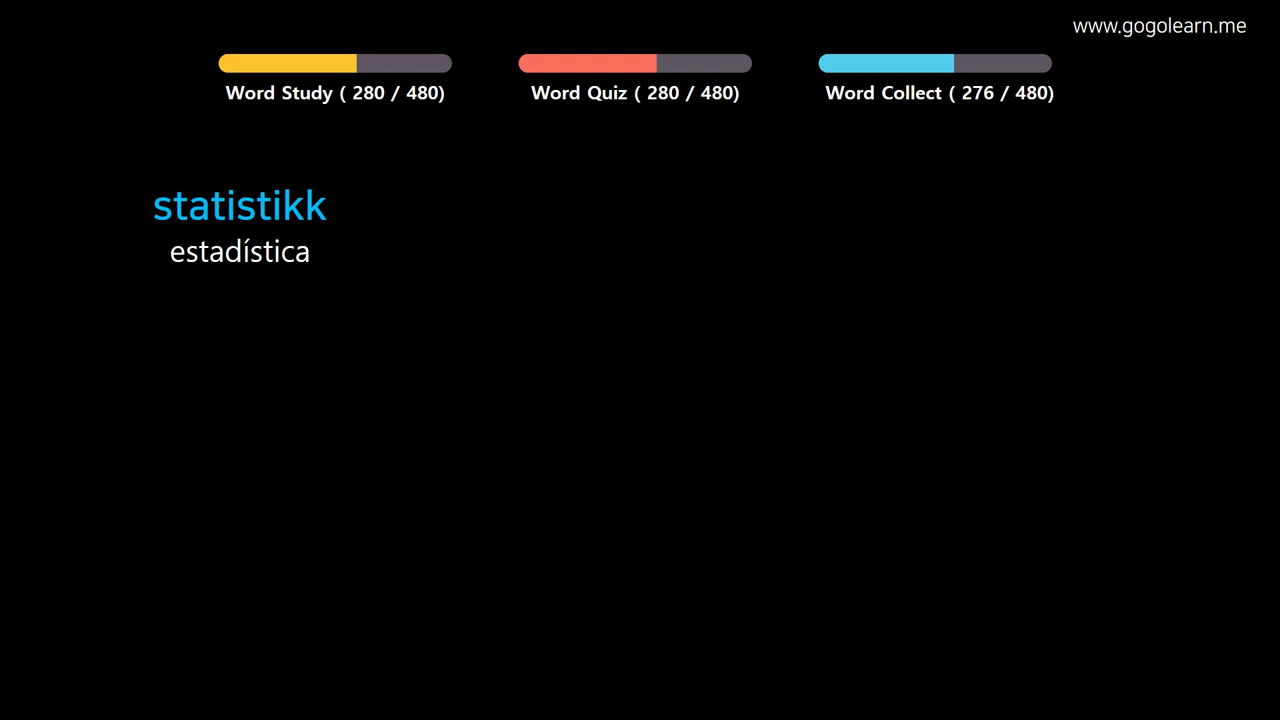 www.gogolearn.me
Word Study ( 280 / 480)
Word Quiz ( 280 / 480)
Word Collect ( 276 / 480)
statistikk
estadística